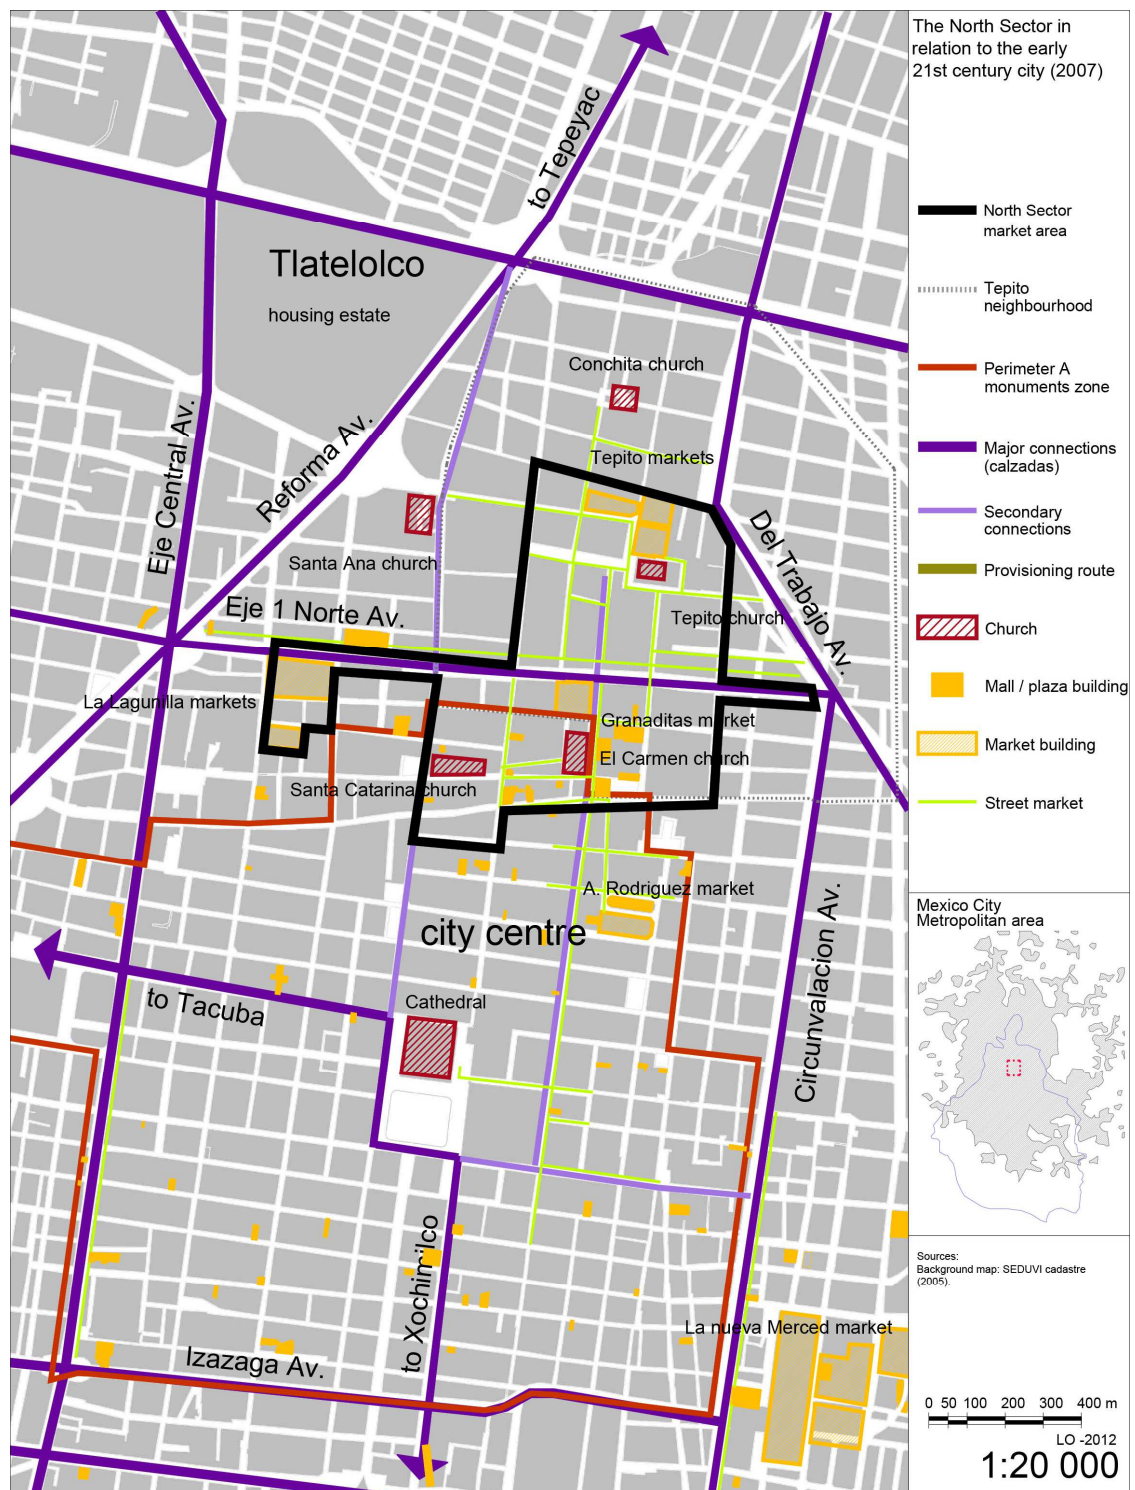 The North Sector in
relation to the early
21st century city (2007)
North Sector
market area
Tepito
neighbourhood
Perimeter A
monuments zone
Major connections
(calzadas)
Secondary
connections
Provisioning route
Church
Mall / plaza building
Market building
Street market
Mexico City
Metropolitan area
Sources:
Background map: SEDUVI cadastre
(2005).
0 50 100 200 300 400 m
LO -2012
1:20 000
to Tepeyac
Tlatelolco
housing estate
Conchita church
Eje Central Av.
Reforma Av.
Tepito markets
Santa Ana church
Del Trabajo Av.
Eje 1 Norte Av.
Tepito church
La Lagunilla markets
Granaditas market
El Carmen church
Santa Catarina church
A. Rodriguez market
city centre
Circunvalacion Av.
to Tacuba
Cathedral
to Xochimilco
La nueva Merced market
Izazaga Av.